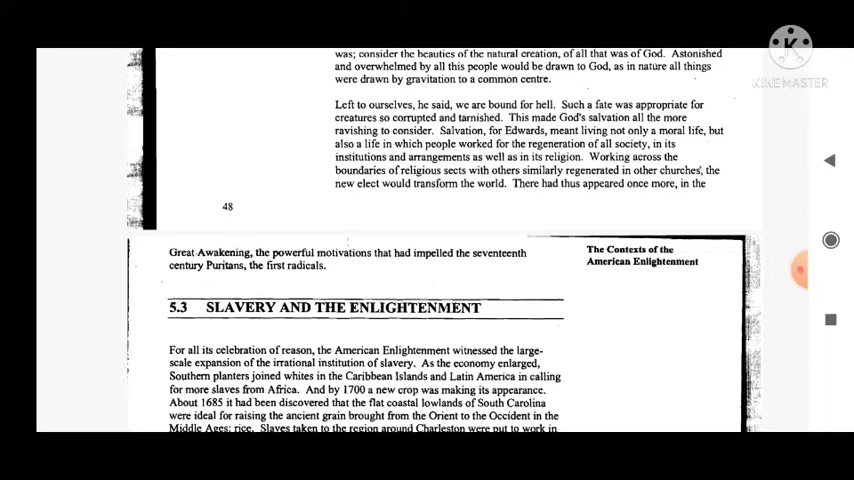 was; consider the beauties of the natural creation, of all that was of God. Astonished
and overwhelmed by all this people would be drawn to God, as in nature all things
were drawn by gravitation to a common centre.
Left to ourselves, he said, we are bound for hell. Such a fate was appropriate for
creatures so corrupted and tarnished. This made God's salvation all the more
ravishing to consider. Salvation, for Edwards, meant living not only a moral life, but
also a life in which people worked for the regeneration of all society, in its
institutions and arrangements as well as in its religion. Working across the
boundaries of religious sects with others similarly regenerated in other churches, the
new elect would transform the world. There had thus appeared once more, in the
48
Great Awakening, the powerful motivations that had impelled the seventeenth
century Puritans, the first radicals.
The Contexts of the
American Enlightenment
5.3 SLAVERY AND THE ENLIGHTENMENT
For all its celebration of reason, the American Enlightenment witnessed the large-
scale expansion of the irrational institution of slavery. As the economy enlarged,
Southern planters joined whites in the Caribbean Islands and Latin America in calling
for more slaves from Africa. And by 1700 a new crop was making its appearance.
About 1685 it had been discovered that the flat coastal lowlands of South Carolina
were ideal for raising the ancient grain brought from the Orient to the Occident in the
Middle Ages: rice. Slaves taken to the region around Charleston were put to work in
K
KINEMASTER